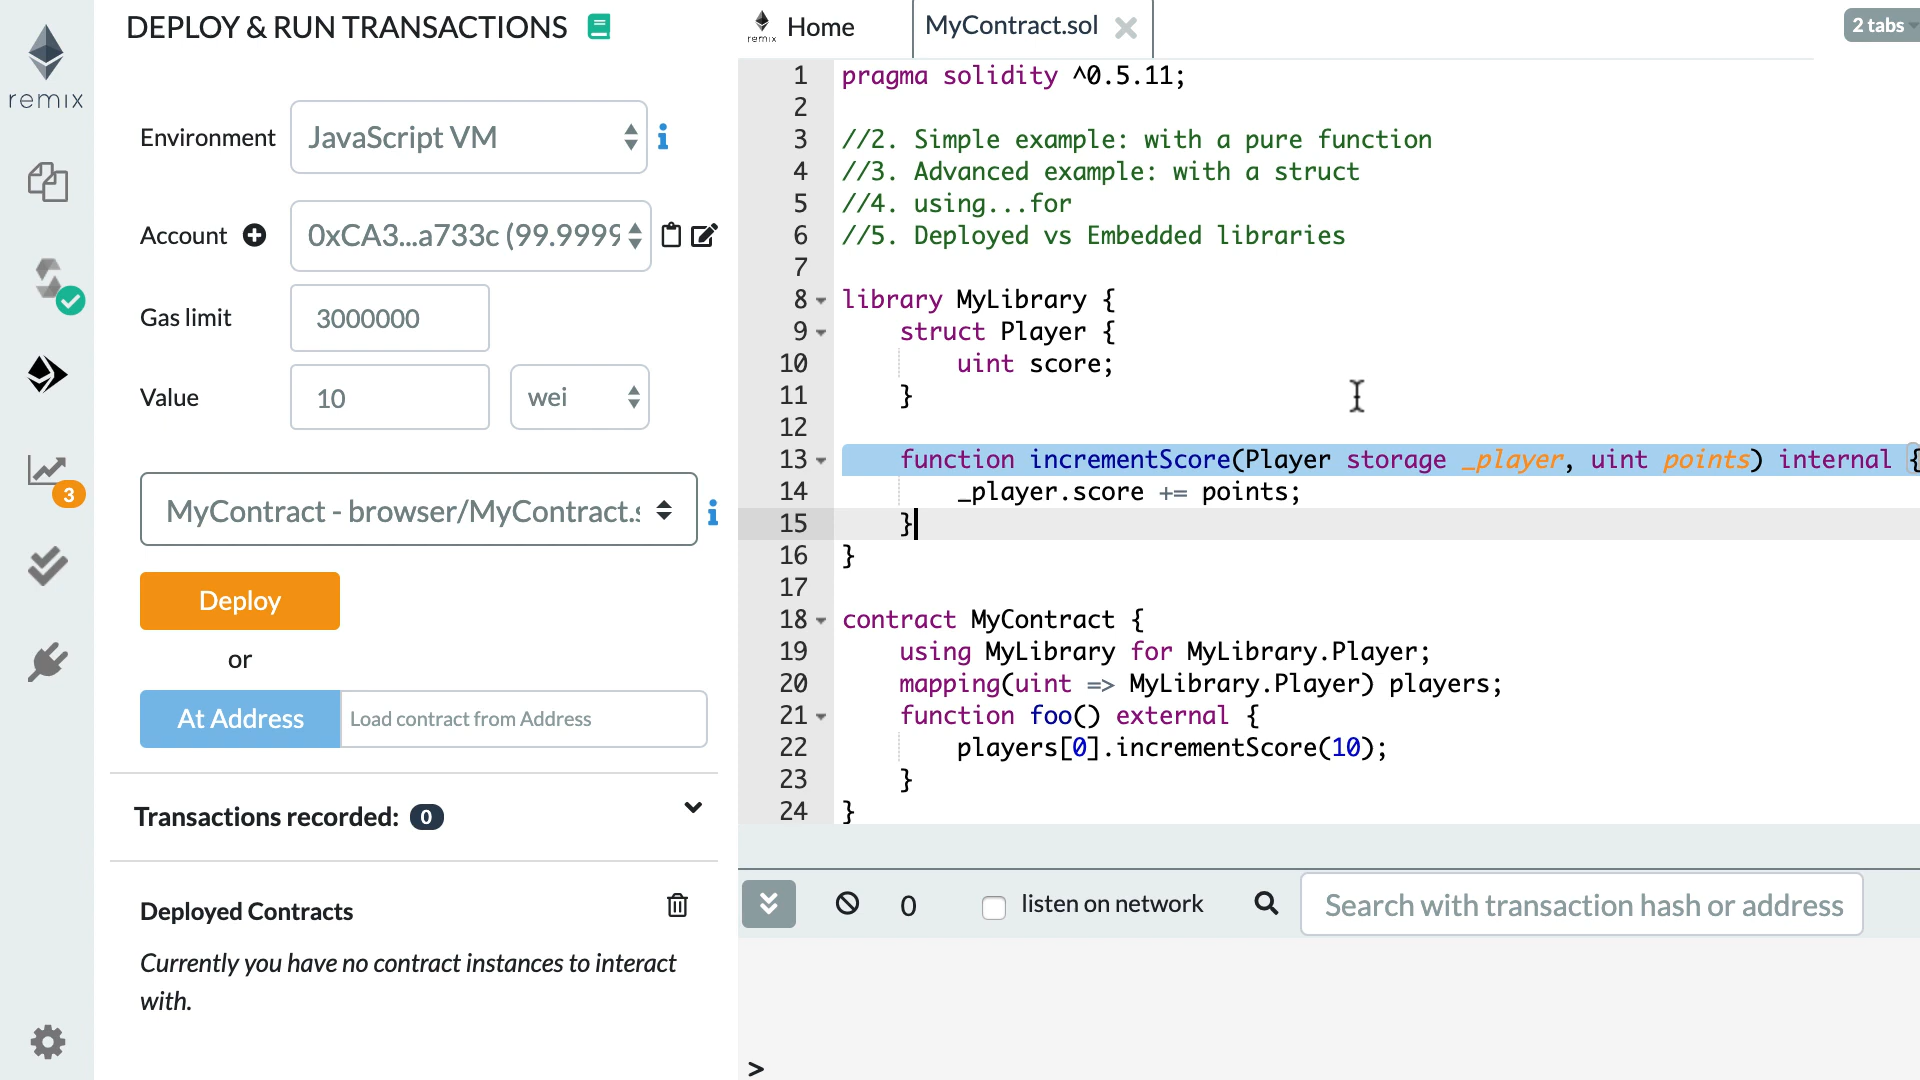 remix
DEPLOY & RUN TRANSACTIONS
Environment
JavaScript VM
Account
0xCA3...a733c (99.9999
Gas limit
3000000
Value
10
wei
3
MyContract - browser/MyContract.s
Deploy
or
At Address
Load contract from Address
Transactions recorded: 0
Deployed Contracts
Currently you have no contract instances to interact
with.
remix
Home
MyContract.sol
2 tabs
1 pragma solidity ^0.5.11;
2
3 //2. Simple example: with a pure function
4 //3. Advanced example: with a struct
5 //4. using...for
6 //5. Deployed vs Embedded libraries
7
8 library MyLibrary {
9 struct Player {
10 uint score;
11 }
12
13 function incrementScore(Player storage _player, uint points) internal {
14 _player.score += points;
15 }
16 }
17
18 contract MyContract {
19 using MyLibrary for MyLibrary.Player;
20 mapping(uint => MyLibrary.Player) players;
21 function foo() external {
22 players[0].incrementScore(10);
23 }
24 }
0
listen on network
Search with transaction hash or address
>